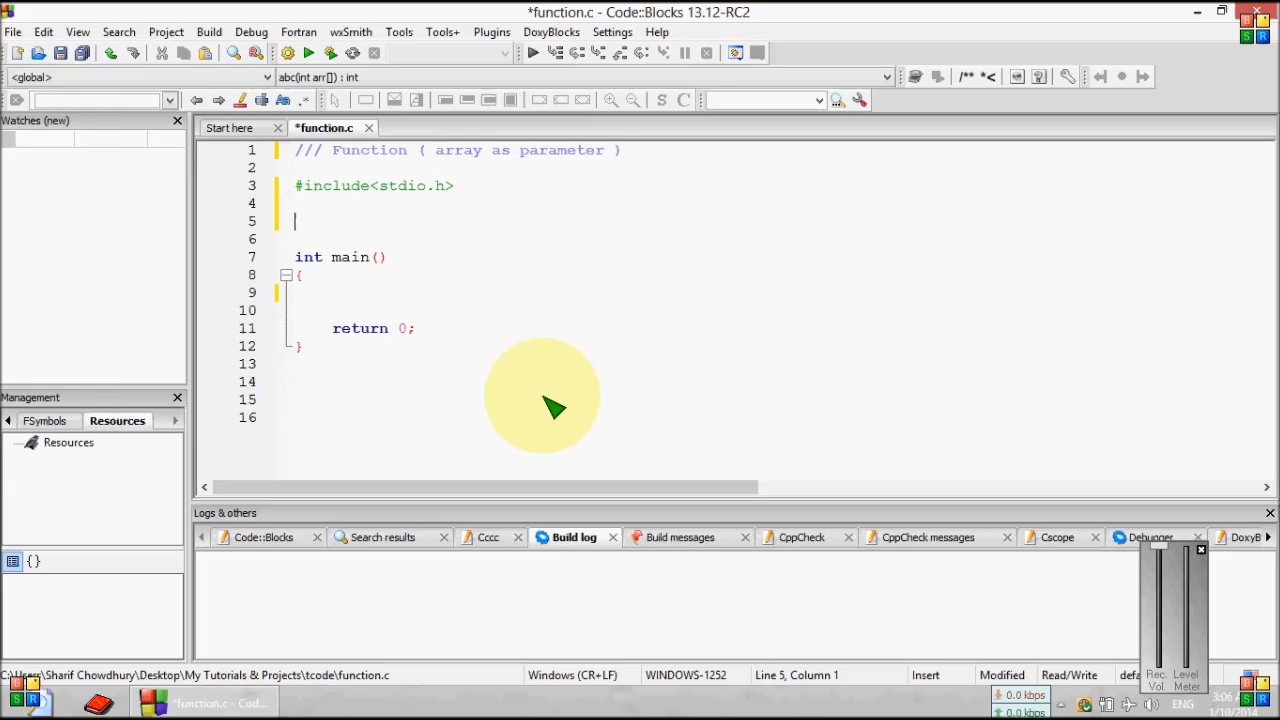 *function.c - Code::Blocks 13.12-RC2
File Edit View Search Project Build Debug Fortran wxSmith Tools Tools+ Plugins DoxyBlocks Settings Help
<global> abc(int arr[]) : int
/** *<
S C
Watches (new)
Start here *function.c
1 /// Function ( array as parameter )
2
3 #include<stdio.h>
4
5
6
7 int main()
8 {
9
10
11 return 0;
12 }
13
14
15
16
Management
FSymbols Resources
Resources
{}
Logs & others
Code::Blocks Search results Cccc Build log Build messages CppCheck CppCheck messages Cscope Debugger DoxyB
Rec. Vol. Level Meter
C:\Users\Sharif Chowdhury\Desktop\My Tutorials & Projects\tcode\function.c Windows (CR+LF) WINDOWS-1252 Line 5, Column 1 Insert Modified Read/Write
*function.c - Cod...
0.0 kbps
0.0 kbps
ENG
3:06
1/10/2014
B S R